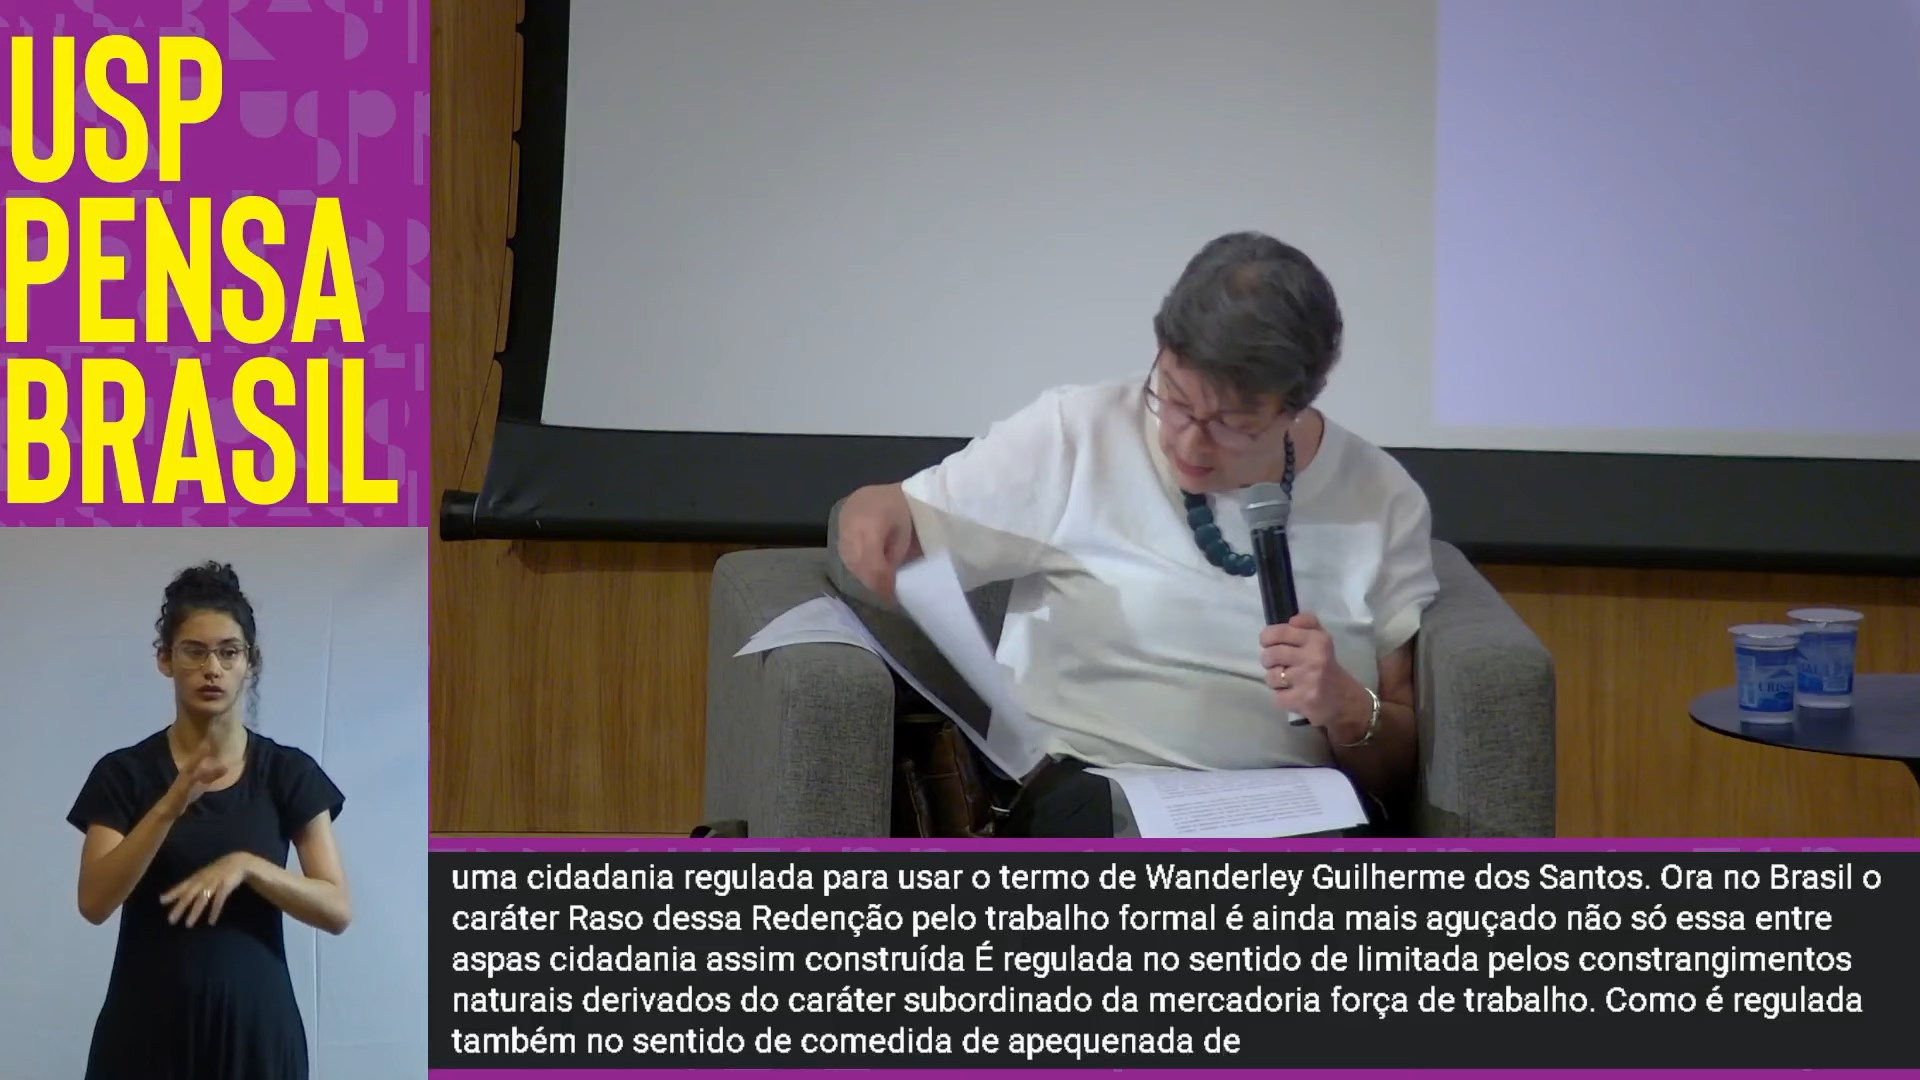 USP
PENSA
BRASIL
uma cidadania regulada para usar o termo de Wanderley Guilherme dos Santos. Ora no Brasil o
caráter Raso dessa Redenção pelo trabalho formal é ainda mais aguçado não só essa entre
aspas cidadania assim construída É regulada no sentido de limitada pelos constrangimentos
naturais derivados do caráter subordinado da mercadoria força de trabalho. Como é regulada
também no sentido de comedida de apequenada de